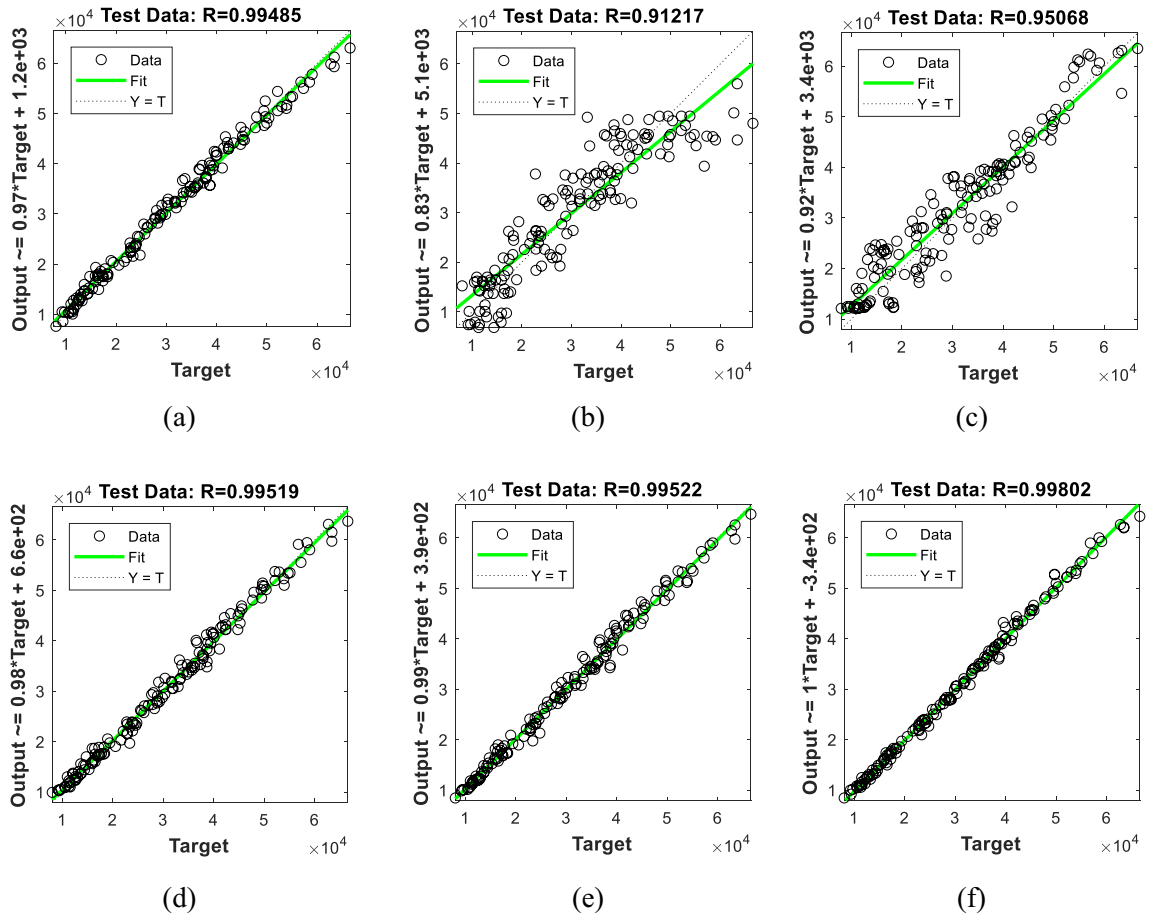 Test Data: R=0.99485
×10⁴
Output ~= 0.97*Target + 1.2e+03
Data
Fit
Y = T
6
5
4
3
2
1
1 2 3 4 5 6
Target
×10⁴
(a)
Test Data: R=0.91217
×10⁴
Output ~= 0.83*Target + 5.1e+03
Data
Fit
Y = T
6
5
4
3
2
1
1 2 3 4 5 6
Target
×10⁴
(b)
Test Data: R=0.95068
×10⁴
Output ~= 0.92*Target + 3.4e+03
Data
Fit
Y = T
6
5
4
3
2
1
1 2 3 4 5 6
Target
×10⁴
(c)
Test Data: R=0.99519
×10⁴
Output ~= 0.98*Target + 6.6e+02
Data
Fit
Y = T
6
5
4
3
2
1
1 2 3 4 5 6
Target
×10⁴
(d)
Test Data: R=0.99522
×10⁴
Output ~= 0.99*Target + 3.9e+02
Data
Fit
Y = T
6
5
4
3
2
1
1 2 3 4 5 6
Target
×10⁴
(e)
Test Data: R=0.99802
×10⁴
Output ~= 1*Target + -3.4e+02
Data
Fit
Y = T
6
5
4
3
2
1
1 2 3 4 5 6
Target
×10⁴
(f)